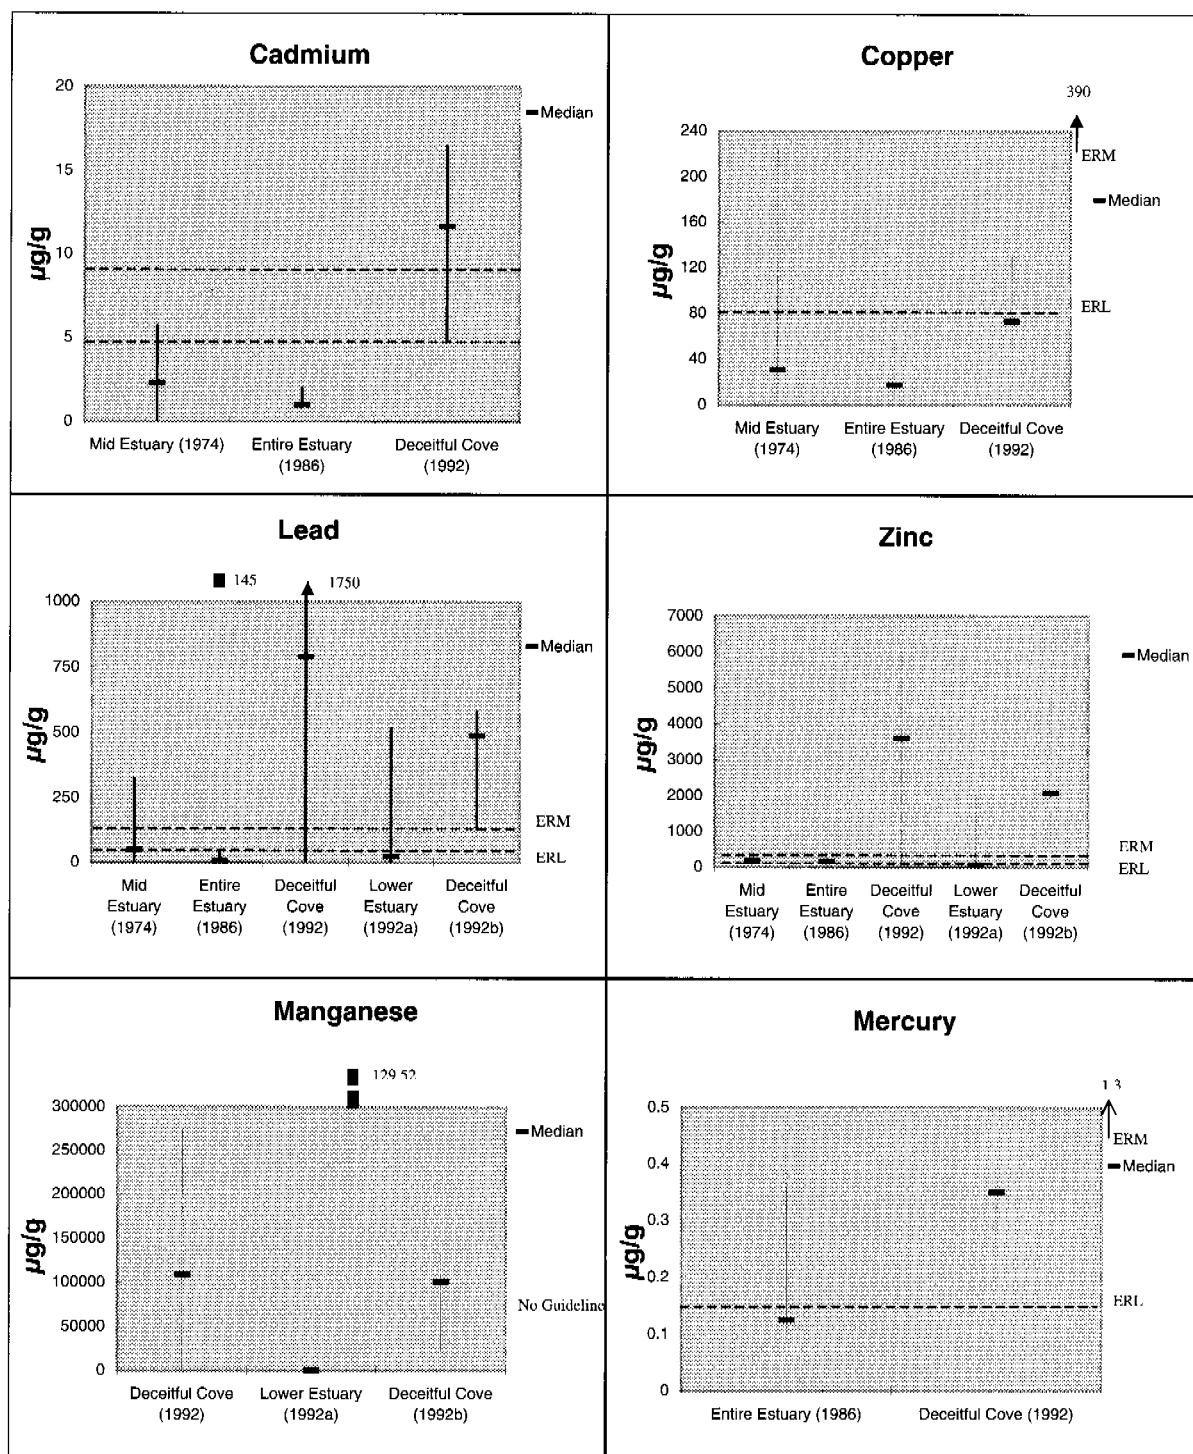 Cadmium
20
Median
15
µg/g
10
5
0
Mid Estuary (1974)
Entire Estuary
(1986)
Deceitful Cove
(1992)
Copper
390
240
ERM
200
Median
160
µg/g
120
80
ERL
40
0
Mid Estuary
(1974)
Entire Estuary
(1986)
Deceitful Cove
(1992)
Lead
145
1750
1000
Median
750
µg/g
500
250
ERM
ERL
0
Mid
Estuary
(1974)
Entire
Estuary
(1986)
Deceitful
Cove
(1992)
Lower
Estuary
(1992a)
Deceitful
Cove
(1992b)
Zinc
7000
Median
6000
5000
4000
µg/g
3000
2000
1000
ERM
ERL
0
Mid
Estuary
(1974)
Entire
Estuary
(1986)
Deceitful
Cove
(1992)
Lower
Estuary
(1992a)
Deceitful
Cove
(1992b)
Manganese
129.52
300000
Median
250000
200000
µg/g
150000
100000
No Guideline
50000
0
Deceitful Cove
(1992)
Lower Estuary
(1992a)
Deceitful Cove
(1992b)
Mercury
1.3
0.5
ERM
Median
0.4
0.3
µg/g
0.2
ERL
0.1
0
Entire Estuary (1986)
Deceitful Cove (1992)